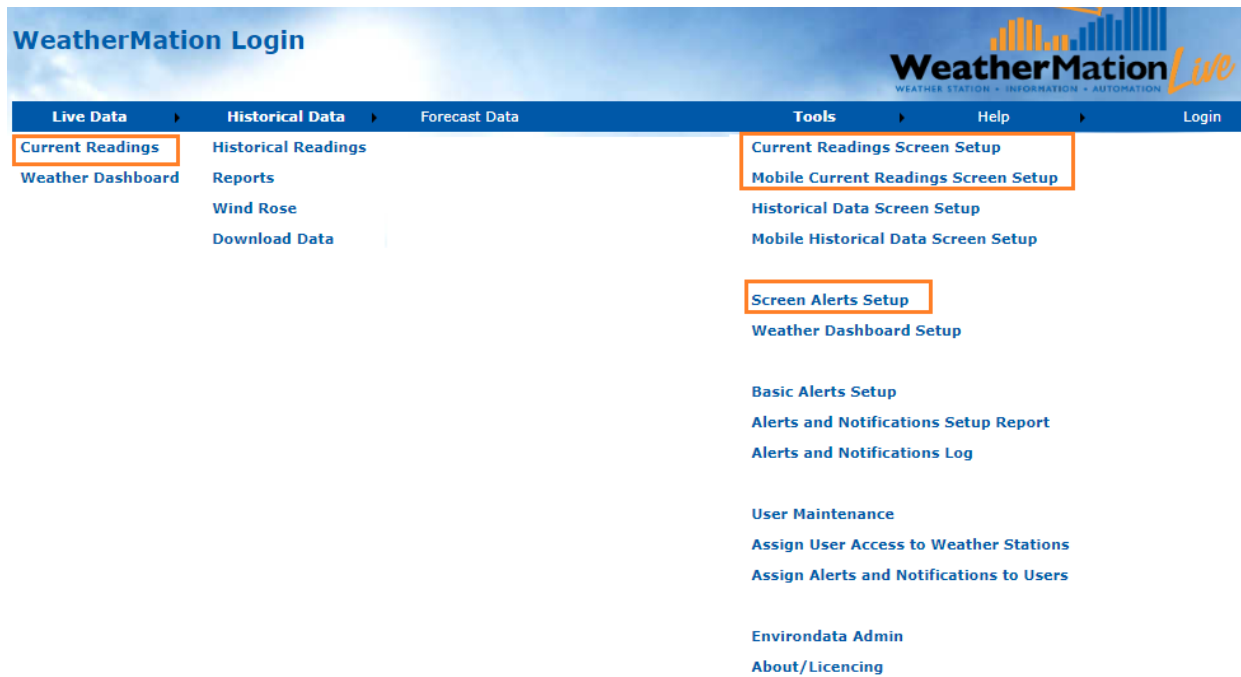 WeatherMation Login
WeatherMation Live
WEATHER STATION • INFORMATION • AUTOMATION
Live Data Historical Data Forecast Data Tools Help Login
Current Readings Historical Readings Current Readings Screen Setup
Weather Dashboard Reports Mobile Current Readings Screen Setup
Wind Rose Historical Data Screen Setup
Download Data Mobile Historical Data Screen Setup
Screen Alerts Setup
Weather Dashboard Setup
Basic Alerts Setup
Alerts and Notifications Setup Report
Alerts and Notifications Log
User Maintenance
Assign User Access to Weather Stations
Assign Alerts and Notifications to Users
Environdata Admin
About/Licencing